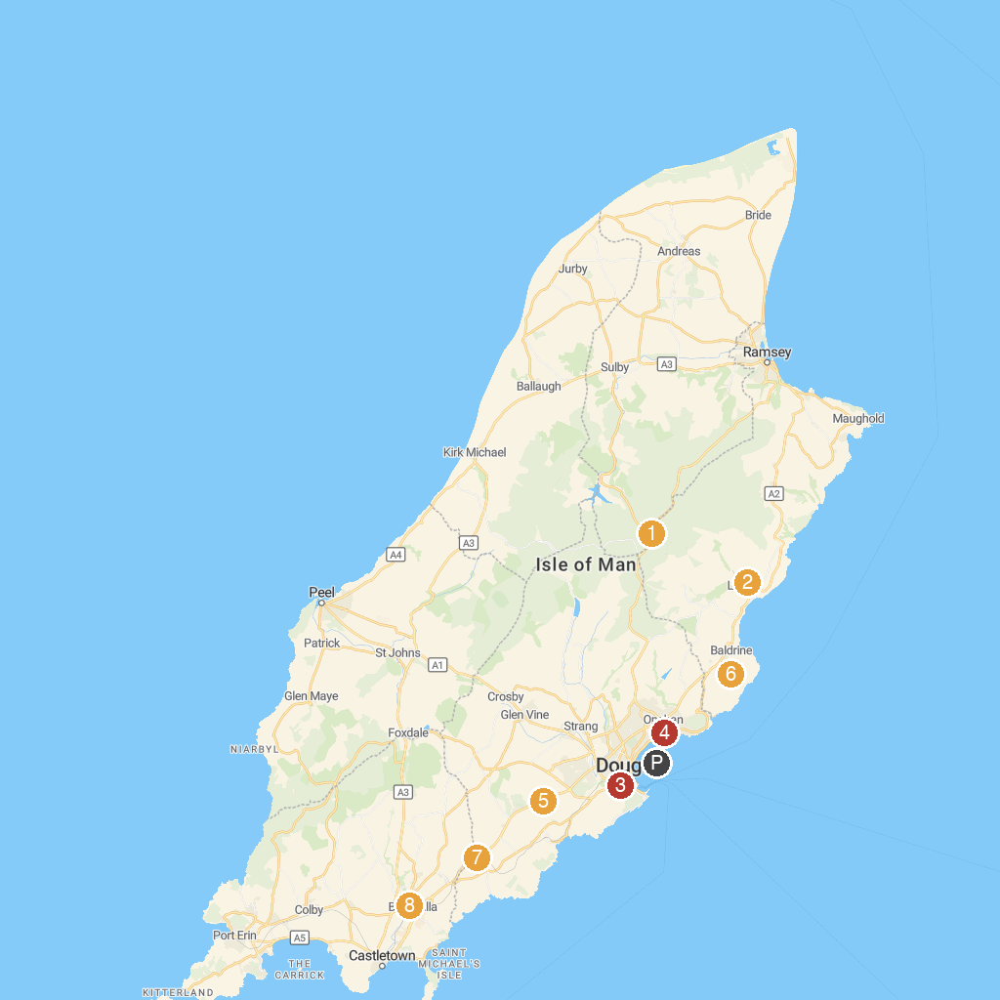 Bride
Andreas
Jurby
Ramsey
A3
Sulby
Ballaugh
Maughold
Kirk Michael
A2
1
A3
A4
Isle of Man
2
Peel
Patrick
St Johns
Baldrine
A1
6
Glen Maye
Crosby
Glen Vine
Strang
4
Foxdale
NIARBYL
P
3
A3
5
7
8
Colby
Port Erin
A5
Castletown
SAINT
MICHAEL'S
ISLE
THE
CARRICK
KITTERLAND